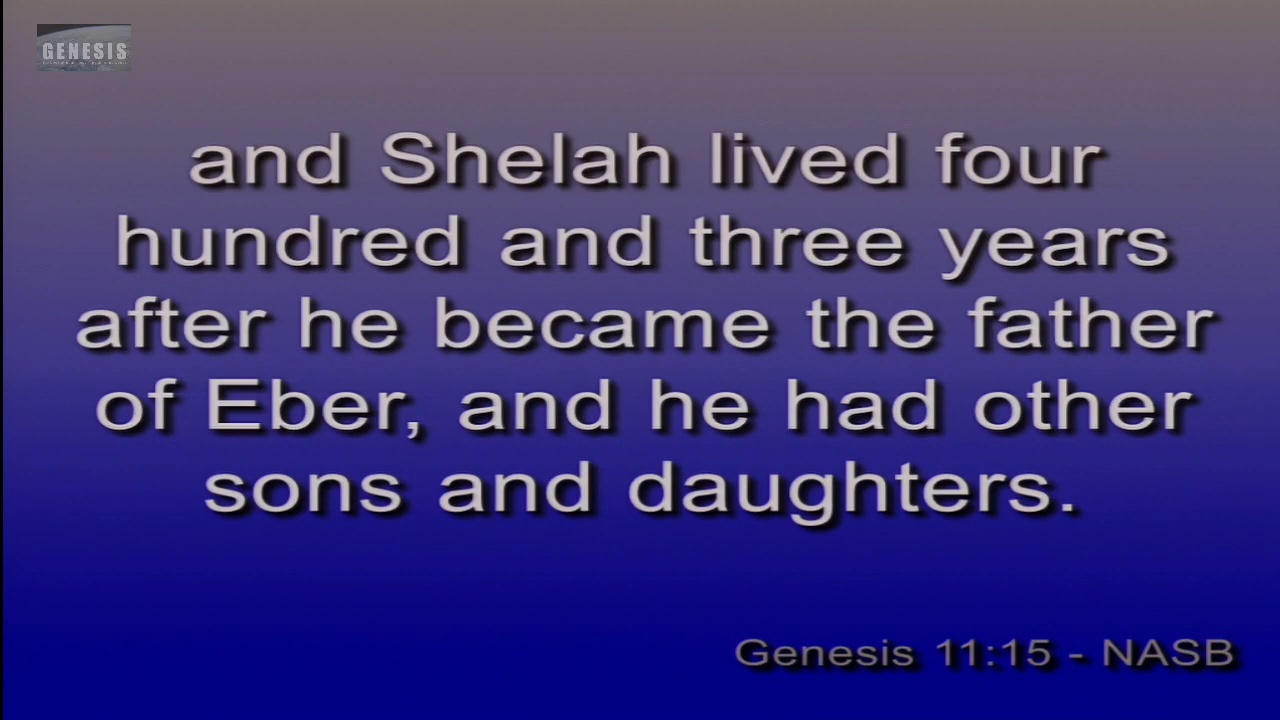 GENESIS
and Shelah lived four
hundred and three years
after he became the father
of Eber, and he had other
sons and daughters.
Genesis 11:15 - NASB